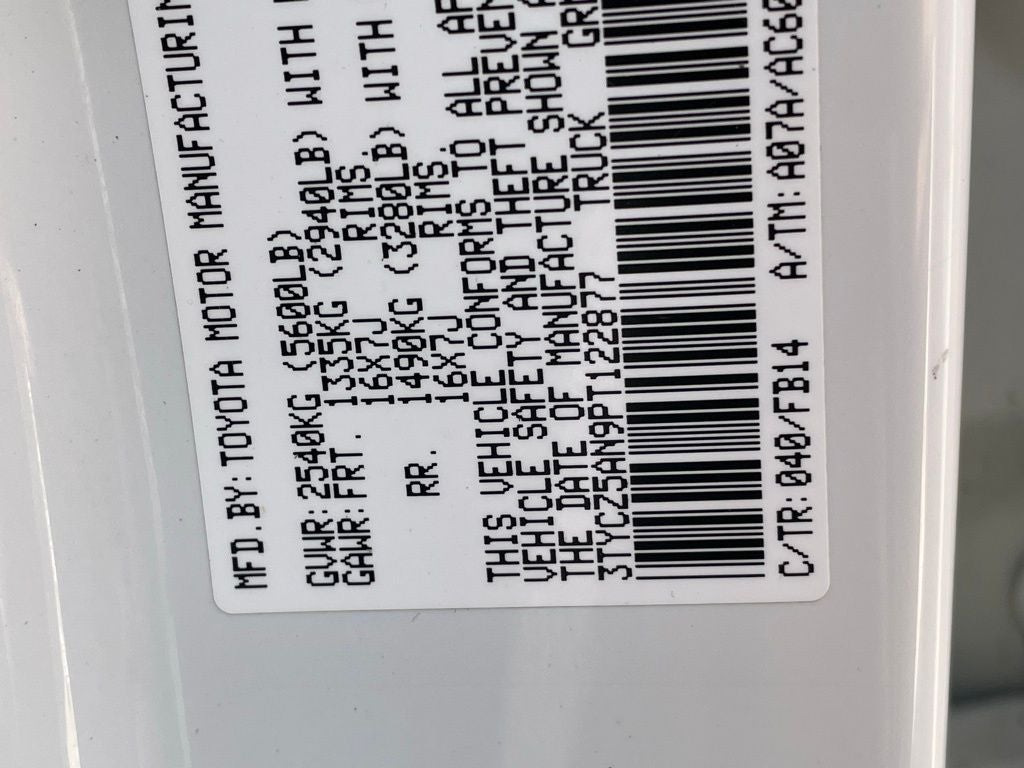 MFD.BY: TOYOTA MOTOR MANUFACTURIN
GVWR: 2540KG (5600LB)
GAWR: FRT. 1335KG (2940LB) WITH
16X7J RIMS,
RR. 1490KG (3280LB) WITH
16X7J RIMS,
THIS VEHICLE CONFORMS TO ALL AP
VEHICLE SAFETY AND THEFT PREVEN
THE DATE OF MANUFACTURE SHOWN A
3TYCZ5AN9PT122877 TRUCK GR
C/TR: 040/FB14 A/TM: A07A/AC60